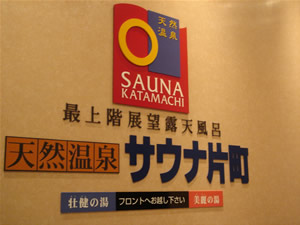 天然
温泉
SAUNA
KATAMACHI
最上階展望露天風呂
天然温泉 サウナ片町
壮健の湯 フロントへお越し下さい 美健の湯